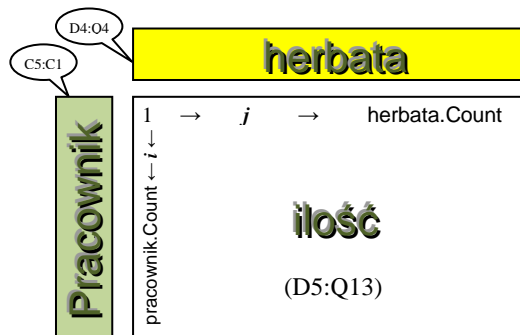 D4:Q4
herbata
C5:C1
Pracownik
1 → j → herbata.Count
pracownik.Count ← i ←
ilość
(D5:Q13)